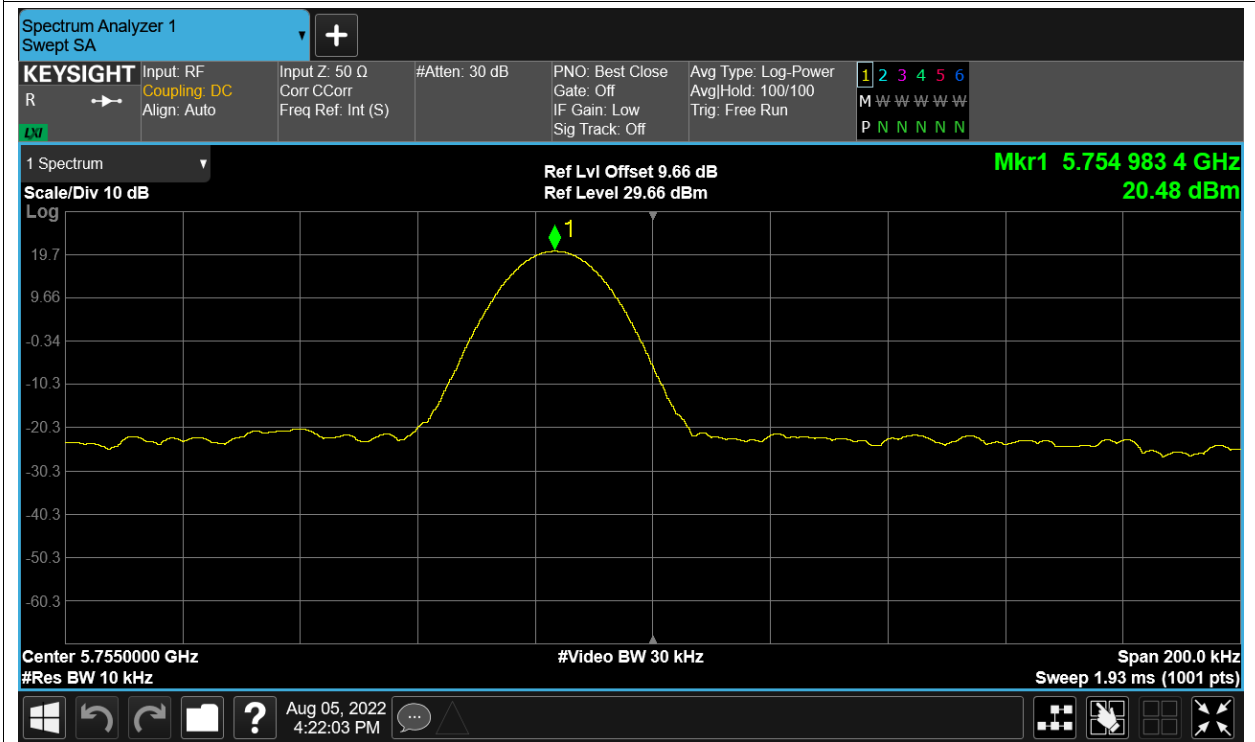 Spectrum Analyzer 1
Swept SA
▼
+
KEYSIGHT
R
LXI
Input: RF
Coupling: DC
Align: Auto
Input Z: 50 Ω
Corr CCorr
Freq Ref: Int (S)
#Atten: 30 dB
PNO: Best Close
Gate: Off
IF Gain: Low
Sig Track: Off
Avg Type: Log-Power
Avg|Hold: 100/100
Trig: Free Run
1 2 3 4 5 6
M W W W W W
P N N N N N
1 Spectrum
▼
Scale/Div 10 dB
Log
Ref Lvl Offset 9.66 dB
Ref Level 29.66 dBm
Mkr1 5.754 983 4 GHz
20.48 dBm
1
19.7
9.66
-0.34
-10.3
-20.3
-30.3
-40.3
-50.3
-60.3
Center 5.7550000 GHz
#Res BW 10 kHz
#Video BW 30 kHz
Span 200.0 kHz
Sweep 1.93 ms (1001 pts)
?
Aug 05, 2022
4:22:03 PM